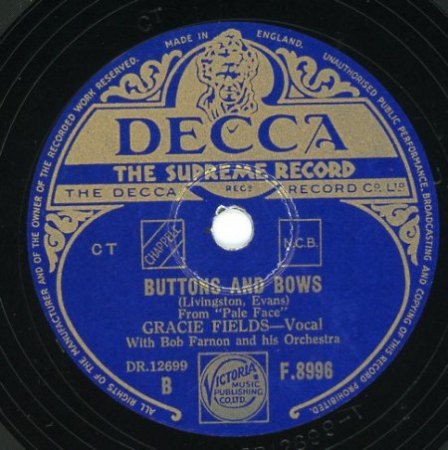 ALL RIGHTS OF THE MANUFACTURER AND OF THE OWNER OF THE RECORDED WORK RESERVED.
MADE IN ENGLAND.
UNAUTHORISED PUBLIC PERFORMANCE, BROADCASTING AND COPYING OF THIS RECORD PROHIBITED.
CT
DECCA
THE SUPREME RECORD
THE DECCA REGD RECORD CO. LTD
CT
CHAPPELL
N.C.B.
BUTTONS AND BOWS
(Livingston, Evans)
From "Pale Face"
GRACIE FIELDS—Vocal
With Bob Farnon and his Orchestra
DR.12699
B
F.8996
VICTORIA
MUSIC
PUBLISHING
CO. LTD.